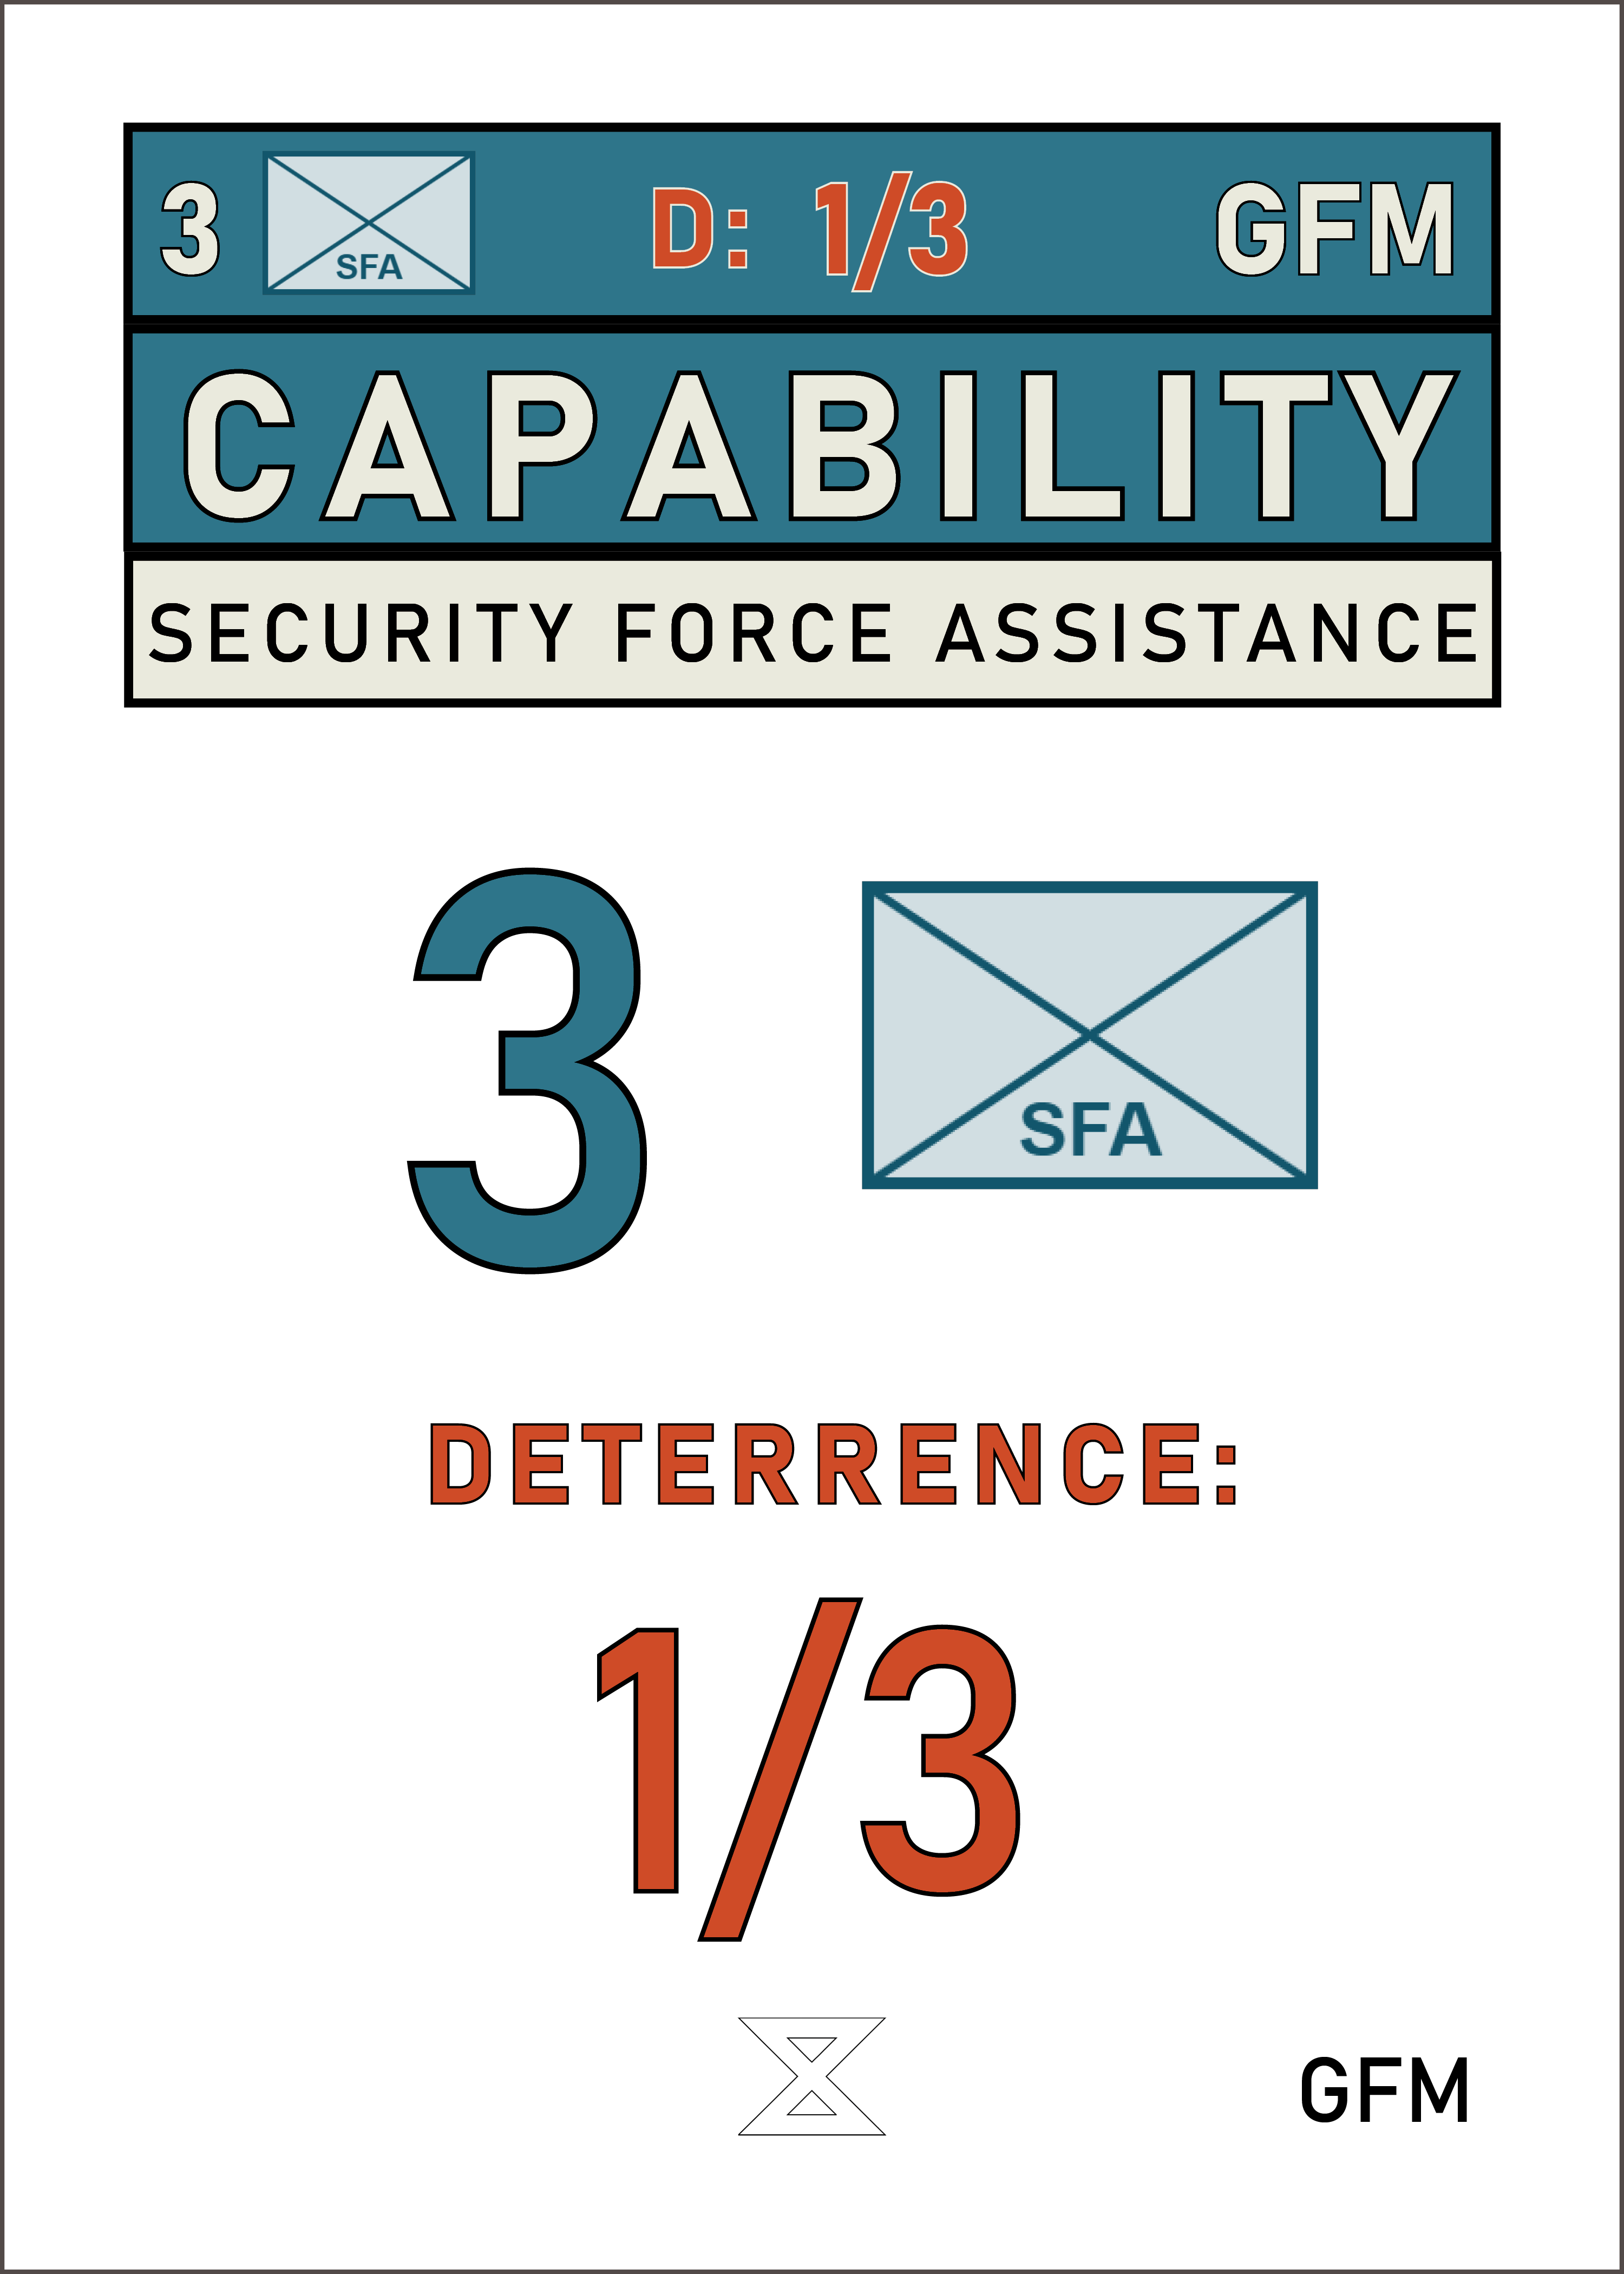 3 SFA D: 1/3 GFM
CAPABILITY
SECURITY FORCE ASSISTANCE
3 SFA
DETERRENCE:
1/3
GFM